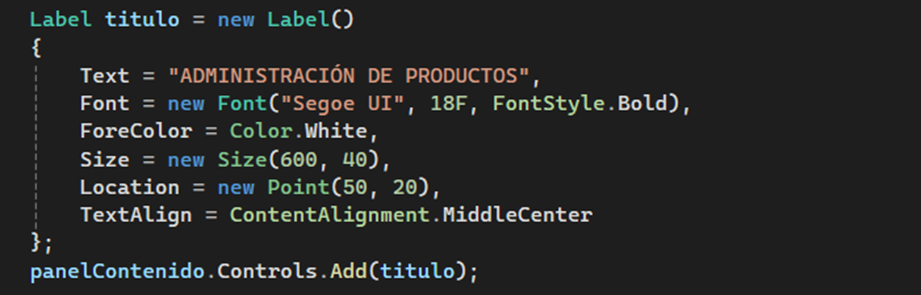 Label titulo = new Label()
{
Text = "ADMINISTRACIÓN DE PRODUCTOS",
Font = new Font("Segoe UI", 18F, FontStyle.Bold),
ForeColor = Color.White,
Size = new Size(600, 40),
Location = new Point(50, 20),
TextAlign = ContentAlignment.MiddleCenter
};
panelContenido.Controls.Add(titulo);